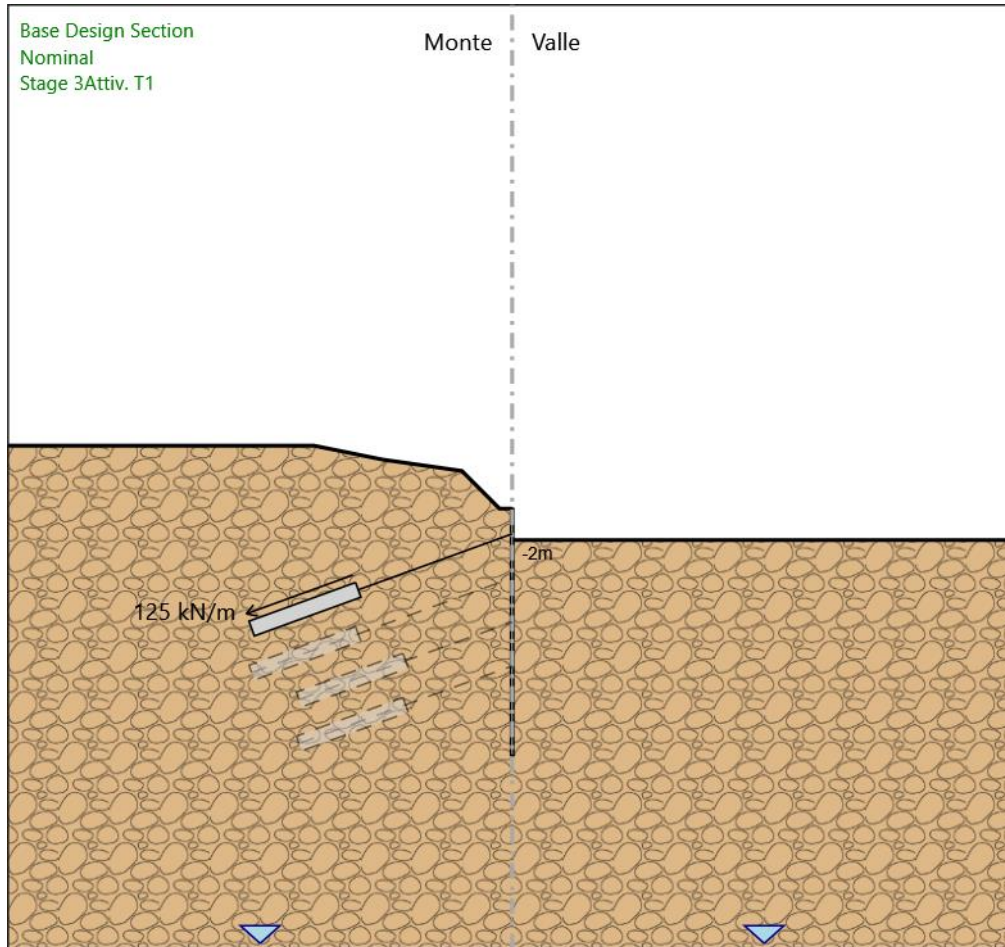 Base Design Section
Nominal
Stage 3Attiv. T1
Monte
Valle
-2m
125 kN/m